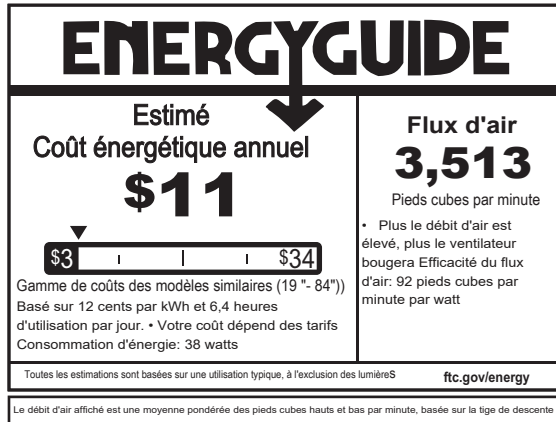 ENERGYGUIDE
Estimé
Coût énergétique annuel
$11
$3
$34
Gamme de coûts des modèles similaires (19 "- 84"))
Basé sur 12 cents par kWh et 6,4 heures
d'utilisation par jour. • Votre coût dépend des tarifs
Consommation d'énergie: 38 watts
Flux d'air
3,513
Pieds cubes par minute
• Plus le débit d'air est
élevé, plus le ventilateur
bougera Efficacité du flux
d'air: 92 pieds cubes par
minute par watt
Toutes les estimations sont basées sur une utilisation typique, à l'exclusion des lumièreS
ftc.gov/energy
Le débit d'air affiché est une moyenne pondérée des pieds cubes hauts et bas par minute, basée sur la tige de descente